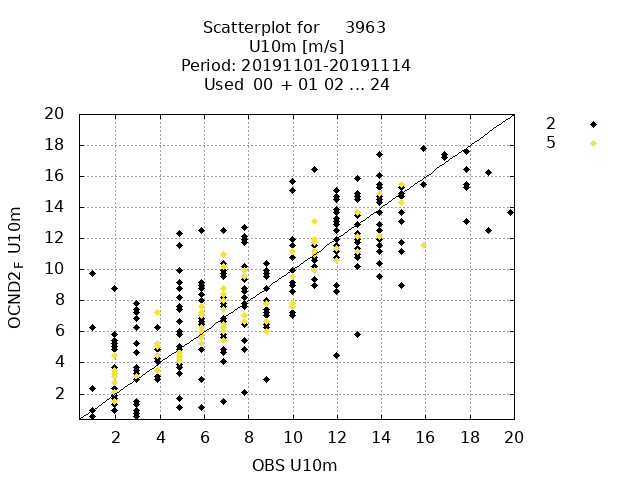 Scatterplot for 3963
U10m [m/s]
Period: 20191101-20191114
Used 00 + 01 02 ... 24
2
5
20
18
16
14
12
10
8
6
4
2
OCND2_F U10m
2 4 6 8 10 12 14 16 18 20
OBS U10m